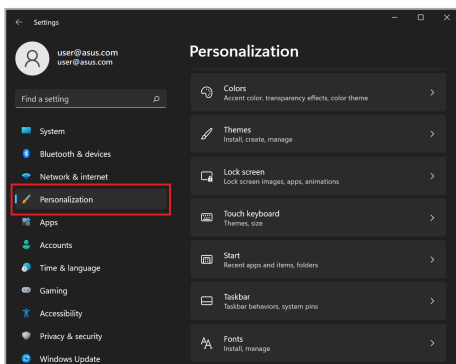 Settings
user@asus.com
user@asus.com
Find a setting
System
Bluetooth & devices
Network & internet
Personalization
Apps
Accounts
Time & language
Gaming
Accessibility
Privacy & security
Windows Update
Personalization
Colors
Accent color, transparency effects, color theme
Themes
Install, create, manage
Lock screen
Lock screen images, apps, animations
Touch keyboard
Themes, size
Start
Recent apps and items, folders
Taskbar
Taskbar behaviors, system pins
Fonts
Install, manage